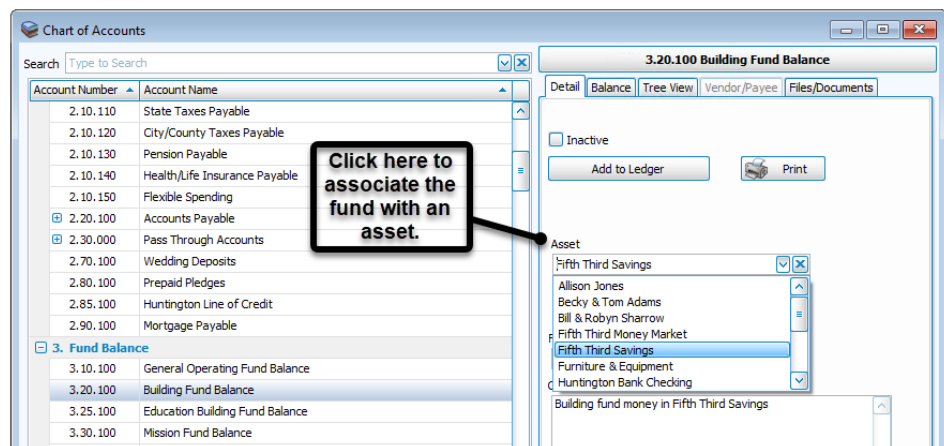 Chart of Accounts
Search Type to Search
Account Number Account Name
2.10.110 State Taxes Payable
2.10.120 City/County Taxes Payable
2.10.130 Pension Payable
2.10.140 Health/Life Insurance Payable
2.10.150 Flexible Spending
2.20.100 Accounts Payable
2.30.000 Pass Through Accounts
2.70.100 Wedding Deposits
2.80.100 Prepaid Pledges
2.85.100 Huntington Line of Credit
2.90.100 Mortgage Payable
3. Fund Balance
3.10.100 General Operating Fund Balance
3.20.100 Building Fund Balance
3.25.100 Education Building Fund Balance
3.30.100 Mission Fund Balance
Click here to
associate the
fund with an
asset.
3.20.100 Building Fund Balance
Detail Balance Tree View Vendor/Payee Files/Documents
Inactive
Add to Ledger Print
Asset
Fifth Third Savings
Allison Jones
Becky & Tom Adams
Bill & Robyn Sharrow
Fifth Third Money Market
Fifth Third Savings
Furniture & Equipment
Huntington Bank Checking
Building fund money in Fifth Third Savings